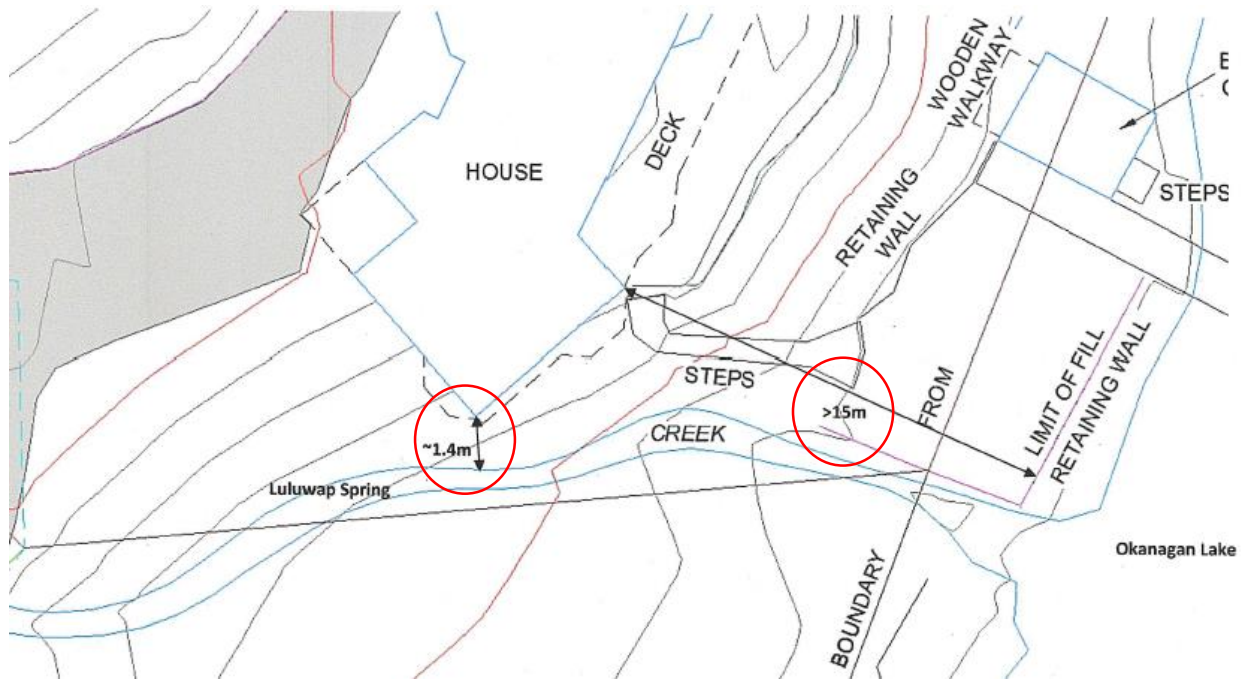 HOUSE
DECK
WOODEN
WALKWAY
RETAINING
WALL
STEPS
STEPS
~1.4m
>15m
CREEK
FROM
LIMIT OF FILL
RETAINING WALL
Luluwap Spring
Okanagan Lake
BOUNDARY